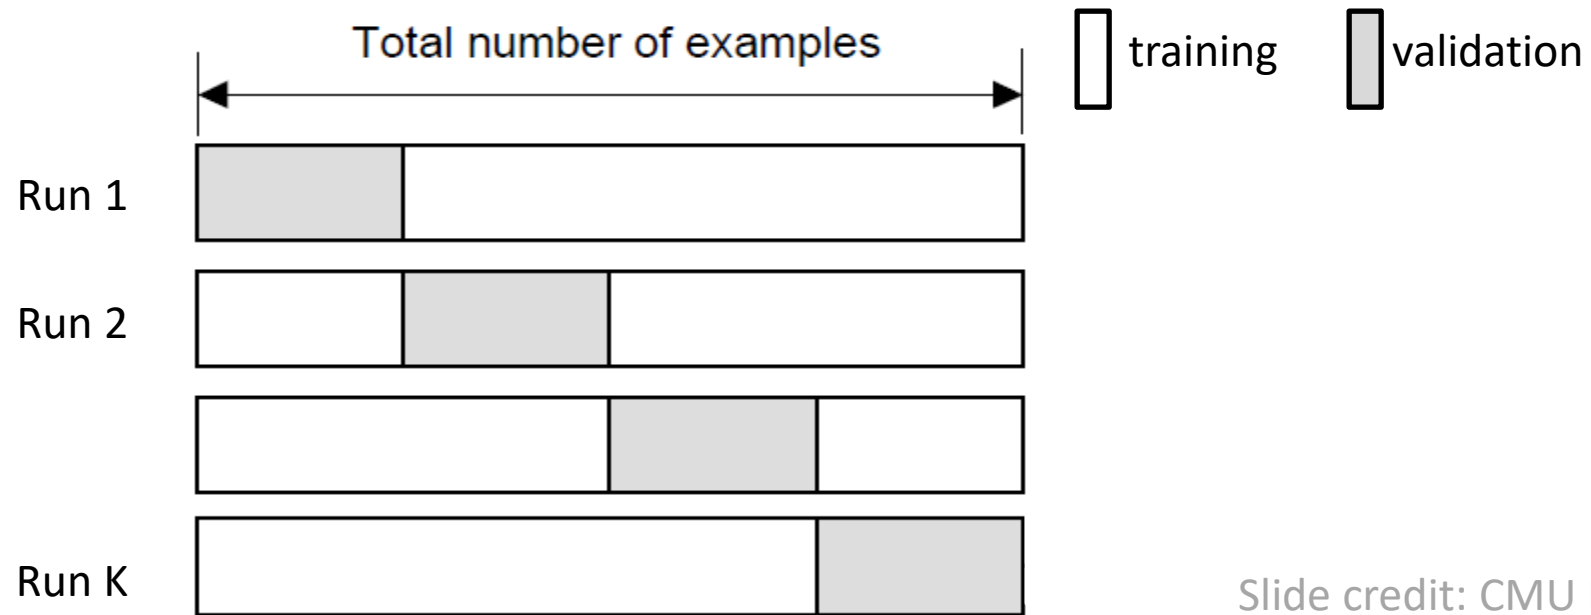 Total number of examples
training
validation
Run 1
Run 2
Run K
Slide credit: CMU